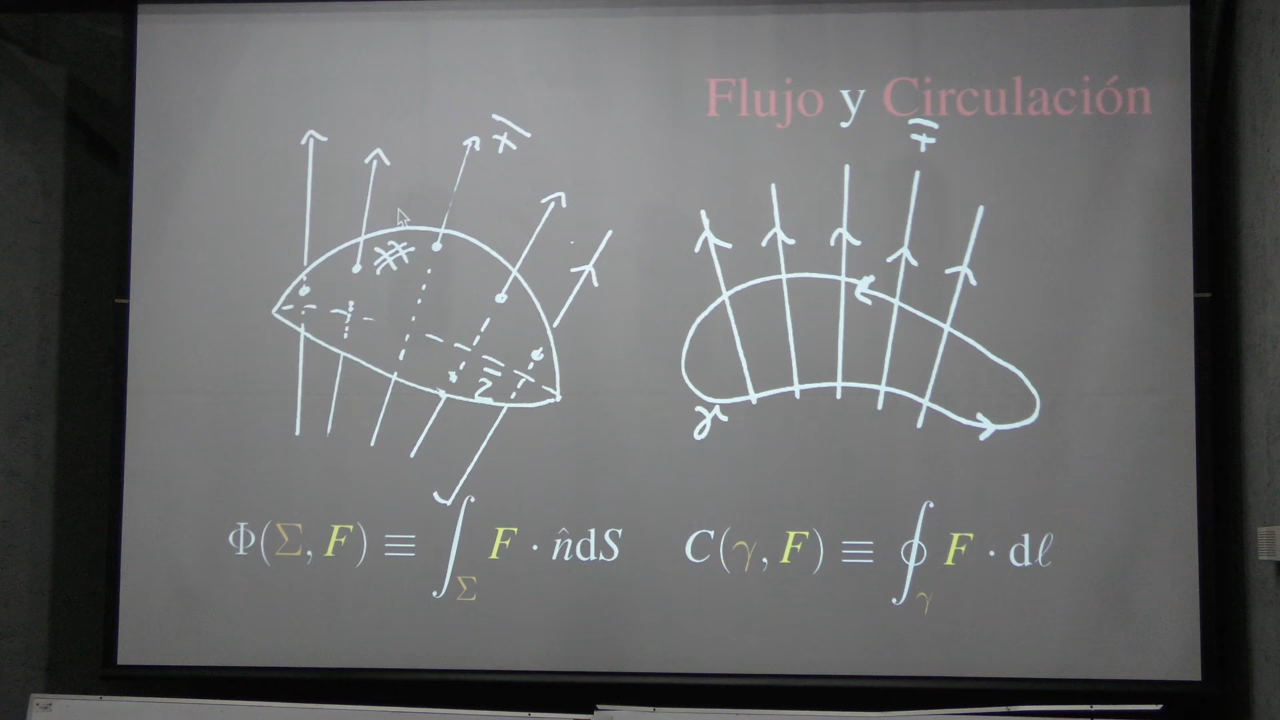 Flujo y Circulación
F
F
Σ
γ
Φ(Σ, F) ≡ ∫_Σ F · n̂dS
C(γ, F) ≡ ∮_γ F · dℓ